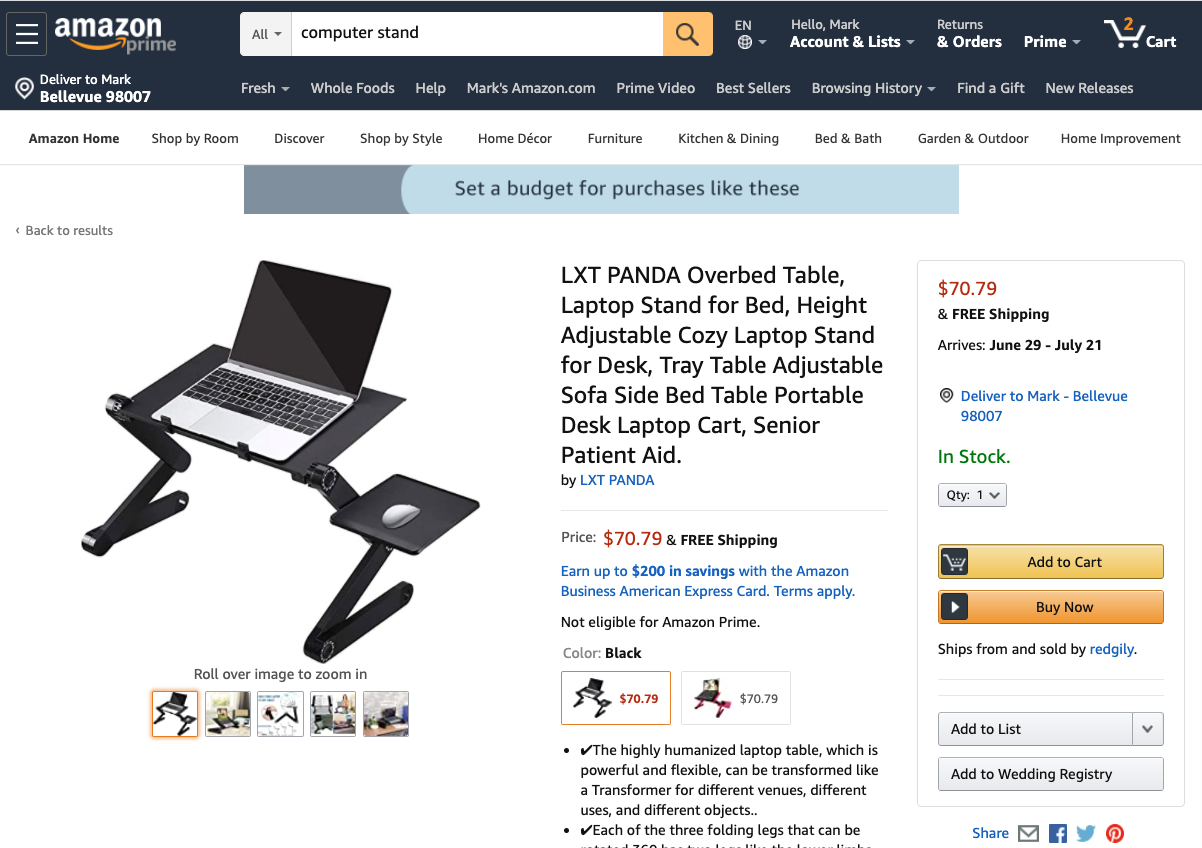 amazon
prime
All
computer stand
EN
Hello, Mark
Account & Lists
Returns
& Orders
Prime
2
Cart
Deliver to Mark
Bellevue 98007
Fresh
Whole Foods
Help
Mark's Amazon.com
Prime Video
Best Sellers
Browsing History
Find a Gift
New Releases
Amazon Home
Shop by Room
Discover
Shop by Style
Home Décor
Furniture
Kitchen & Dining
Bed & Bath
Garden & Outdoor
Home Improvement
Set a budget for purchases like these
‹ Back to results
Roll over image to zoom in
LXT PANDA Overbed Table,
Laptop Stand for Bed, Height
Adjustable Cozy Laptop Stand
for Desk, Tray Table Adjustable
Sofa Side Bed Table Portable
Desk Laptop Cart, Senior
Patient Aid.
by LXT PANDA
Price: $70.79 & FREE Shipping
Earn up to $200 in savings with the Amazon
Business American Express Card. Terms apply.
Not eligible for Amazon Prime.
Color: Black
$70.79
$70.79
• ✔The highly humanized laptop table, which is
powerful and flexible, can be transformed like
a Transformer for different venues, different
uses, and different objects..
• ✔Each of the three folding legs that can be
$70.79
& FREE Shipping
Arrives: June 29 - July 21
Deliver to Mark - Bellevue
98007
In Stock.
Qty: 1
Add to Cart
Buy Now
Ships from and sold by redgily.
Add to List
Add to Wedding Registry
Share